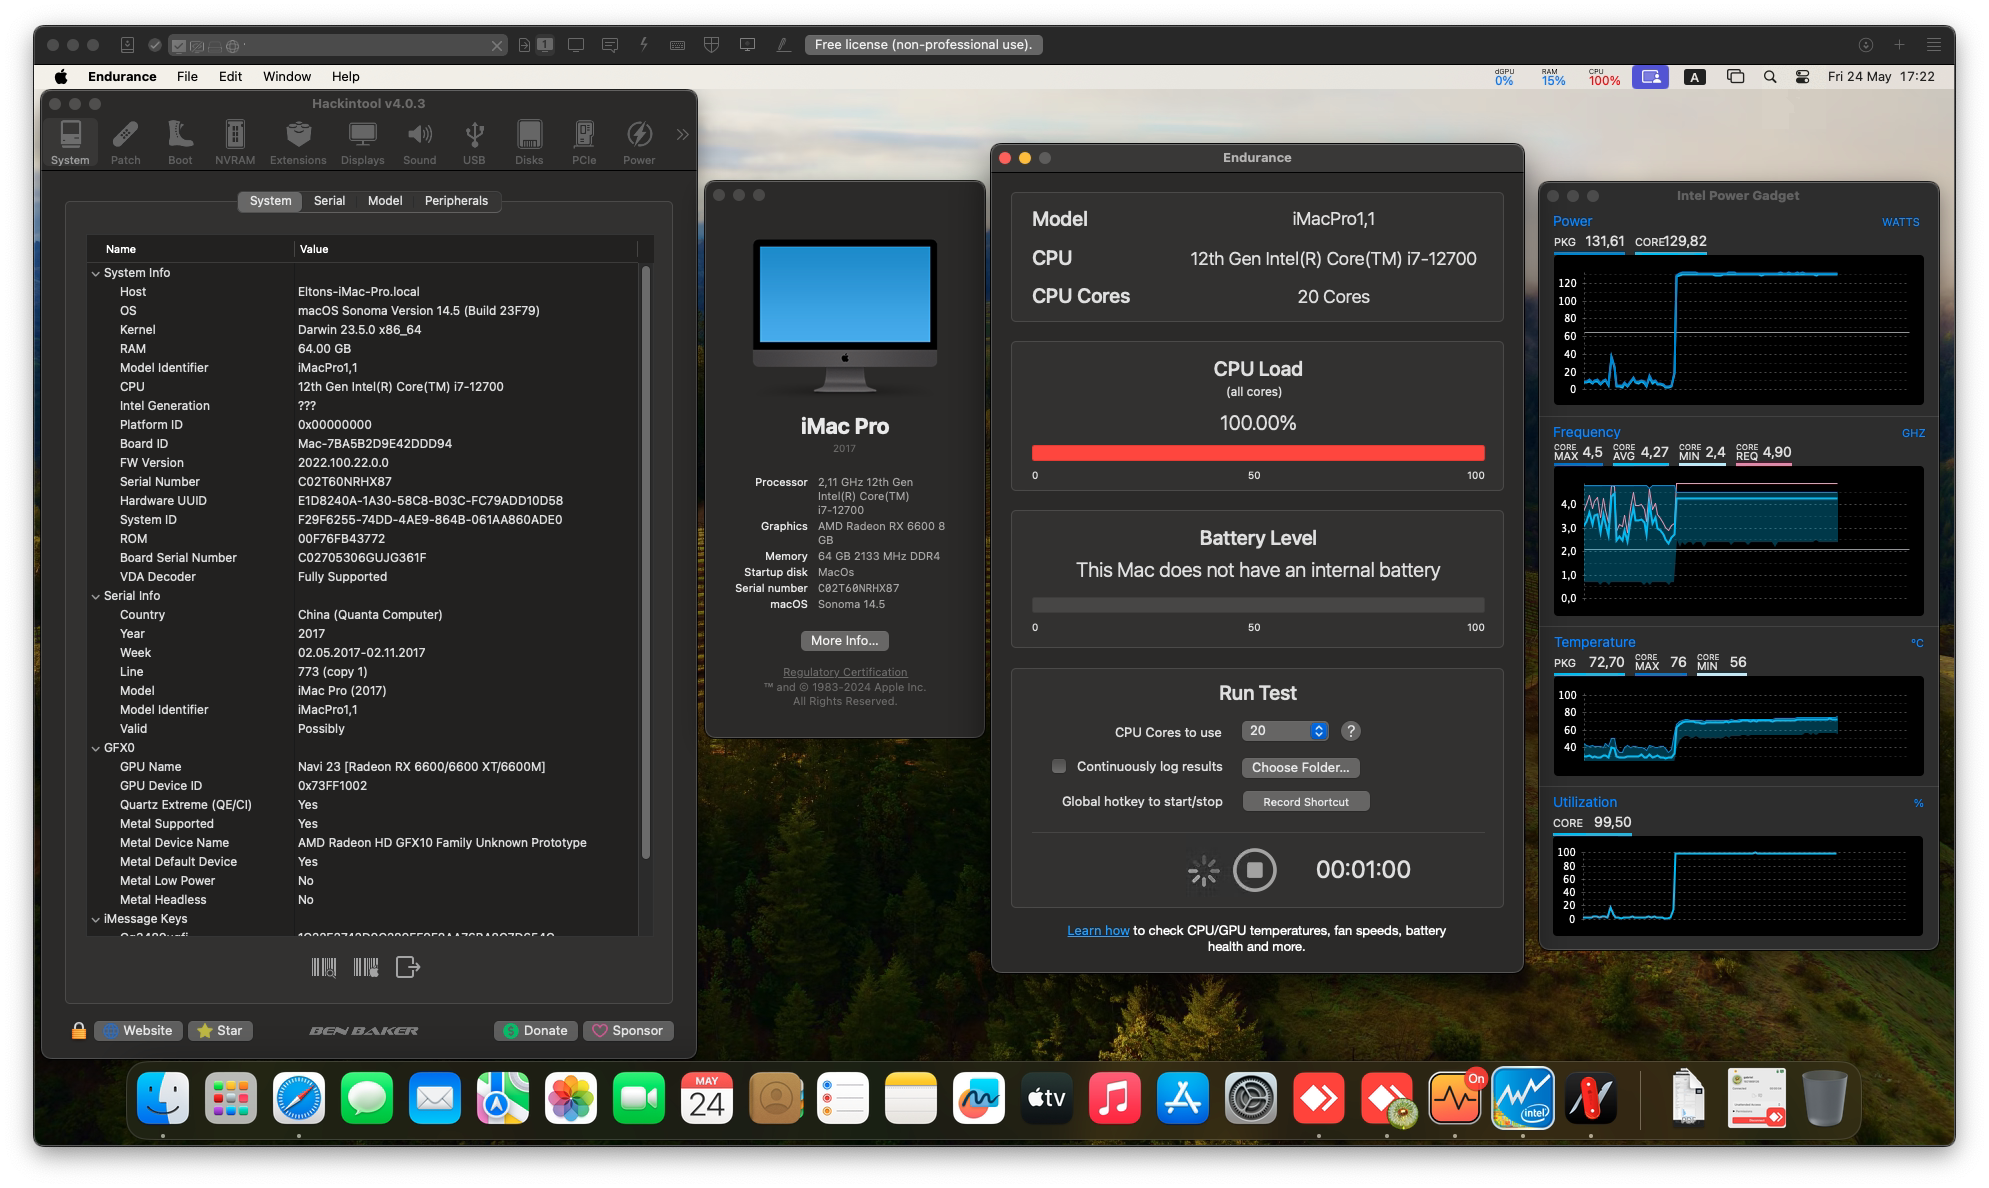 Free license (non-professional use).
Endurance File Edit Window Help
dGPU 0% RAM 15% CPU 100% A Fri 24 May 17:22
Hackintool v4.0.3
System Patch Boot NVRAM Extensions Displays Sound USB Disks PCIe Power
System Serial Model Peripherals
Name Value
System Info
Host Eltons-iMac-Pro.local
OS macOS Sonoma Version 14.5 (Build 23F79)
Kernel Darwin 23.5.0 x86_64
RAM 64.00 GB
Model Identifier iMacPro1,1
CPU 12th Gen Intel(R) Core(TM) i7-12700
Intel Generation ???
Platform ID 0x00000000
Board ID Mac-7BA5B2D9E42DDD94
FW Version 2022.100.22.0.0
Serial Number C02T60NRHX87
Hardware UUID E1D8240A-1A30-58C8-B03C-FC79ADD10D58
System ID F29F6255-74DD-4AE9-864B-061AA860ADE0
ROM 00F76FB43772
Board Serial Number C02705306GUJG361F
VDA Decoder Fully Supported
Serial Info
Country China (Quanta Computer)
Year 2017
Week 02.05.2017-02.11.2017
Line 773 (copy 1)
Model iMac Pro (2017)
Model Identifier iMacPro1,1
Valid Possibly
GFX0
GPU Name Navi 23 [Radeon RX 6600/6600 XT/6600M]
GPU Device ID 0x73FF1002
Quartz Extreme (QE/CI) Yes
Metal Supported Yes
Metal Device Name AMD Radeon HD GFX10 Family Unknown Prototype
Metal Default Device Yes
Metal Low Power No
Metal Headless No
iMessage Keys
Website Star BEN BAKER Donate Sponsor
iMac Pro
2017
Processor 2,11 GHz 12th Gen
Intel(R) Core(TM)
i7-12700
Graphics AMD Radeon RX 6600 8
GB
Memory 64 GB 2133 MHz DDR4
Startup disk MacOs
Serial number C02T60NRHX87
macOS Sonoma 14.5
More Info...
Regulatory Certification
™ and © 1983-2024 Apple Inc.
All Rights Reserved.
Endurance
Model iMacPro1,1
CPU 12th Gen Intel(R) Core(TM) i7-12700
CPU Cores 20 Cores
CPU Load
(all cores)
100.00%
0 50 100
Battery Level
This Mac does not have an internal battery
0 50 100
Run Test
CPU Cores to use 20 ?
Continuously log results Choose Folder...
Global hotkey to start/stop Record Shortcut
00:01:00
Learn how to check CPU/GPU temperatures, fan speeds, battery
health and more.
Intel Power Gadget
Power WATTS
PKG 131,61 CORE 129,82
120
100
80
60
40
20
0
Frequency GHZ
CORE MAX 4,5 CORE AVG 4,27 CORE MIN 2,4 CORE REQ 4,90
4,0
3,0
2,0
1,0
0,0
Temperature °C
PKG 72,70 CORE MAX 76 CORE MIN 56
100
80
60
40
Utilization %
CORE 99,50
100
80
60
40
20
0
MAY
24
tv
On
intel